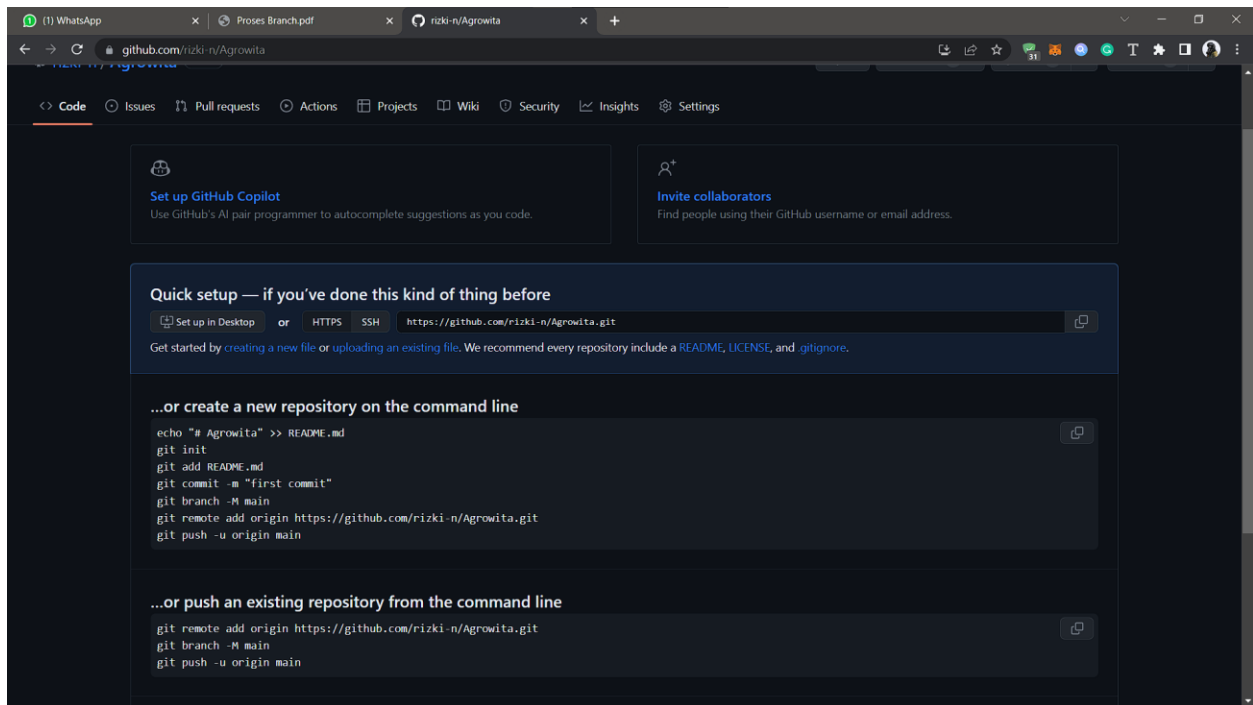 (1) WhatsApp
Proses Branch.pdf
rizki-n/Agrowita
github.com/rizki-n/Agrowita
31
rizki-n / Agrowita
Code
Issues
Pull requests
Actions
Projects
Wiki
Security
Insights
Settings
Set up GitHub Copilot
Use GitHub's AI pair programmer to autocomplete suggestions as you code.
Invite collaborators
Find people using their GitHub username or email address.
Quick setup — if you've done this kind of thing before
Set up in Desktop or HTTPS SSH https://github.com/rizki-n/Agrowita.git
Get started by creating a new file or uploading an existing file. We recommend every repository include a README, LICENSE, and .gitignore.
...or create a new repository on the command line
echo "# Agrowita" >> README.md
git init
git add README.md
git commit -m "first commit"
git branch -M main
git remote add origin https://github.com/rizki-n/Agrowita.git
git push -u origin main
...or push an existing repository from the command line
git remote add origin https://github.com/rizki-n/Agrowita.git
git branch -M main
git push -u origin main